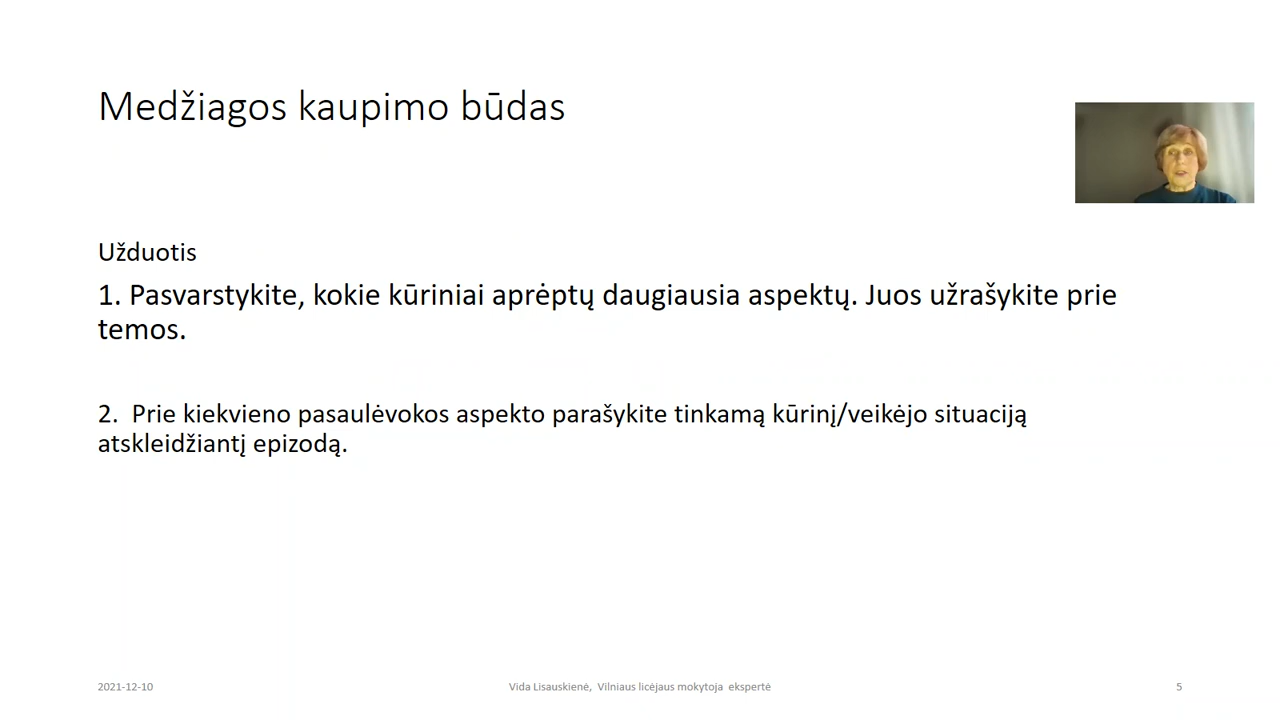 Medžiagos kaupimo būdas
Užduotis
1. Pasvarstykite, kokie kūriniai aprėptų daugiausia aspektų. Juos užrašykite prie
temos.
2.  Prie kiekvieno pasaulėvokos aspekto parašykite tinkamą kūrinį/veikėjo situaciją
atskleidžiantį epizodą.
2021-12-10
Vida Lisauskienė,  Vilniaus licėjaus mokytoja  ekspertė
5